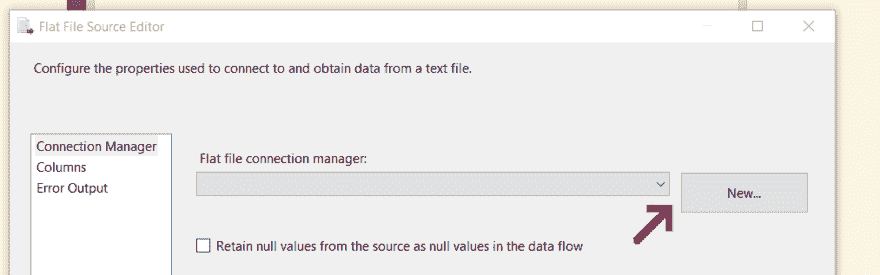 Flat File Source Editor
Configure the properties used to connect to and obtain data from a text file.
Connection Manager
Columns
Error Output
Flat file connection manager:
New...
Retain null values from the source as null values in the data flow